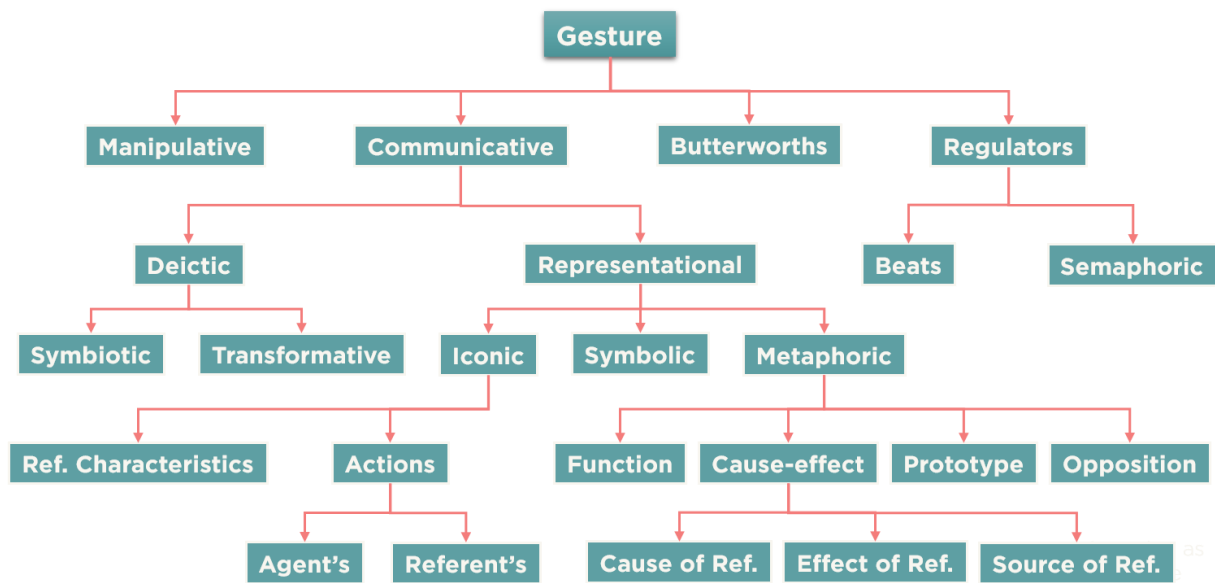 Gesture
Manipulative
Communicative
Butterworths
Regulators
Deictic
Representational
Beats
Semaphoric
Symbiotic
Transformative
Iconic
Symbolic
Metaphoric
Ref. Characteristics
Actions
Function
Cause-effect
Prototype
Opposition
Agent's
Referent's
Cause of Ref.
Effect of Ref.
Source of Ref.
as